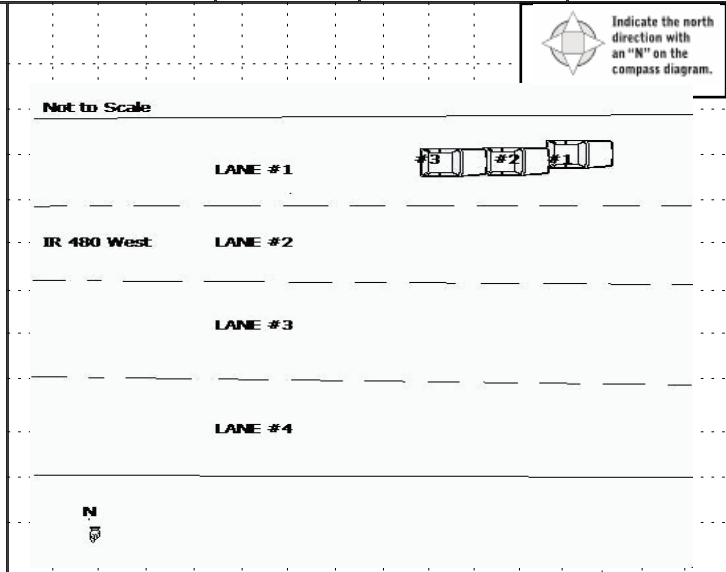 Indicate the north
direction with
an "N" on the
compass diagram.
Not to Scale
#3 #2 #1
LANE #1
IR 480 West LANE #2
LANE #3
LANE #4
N